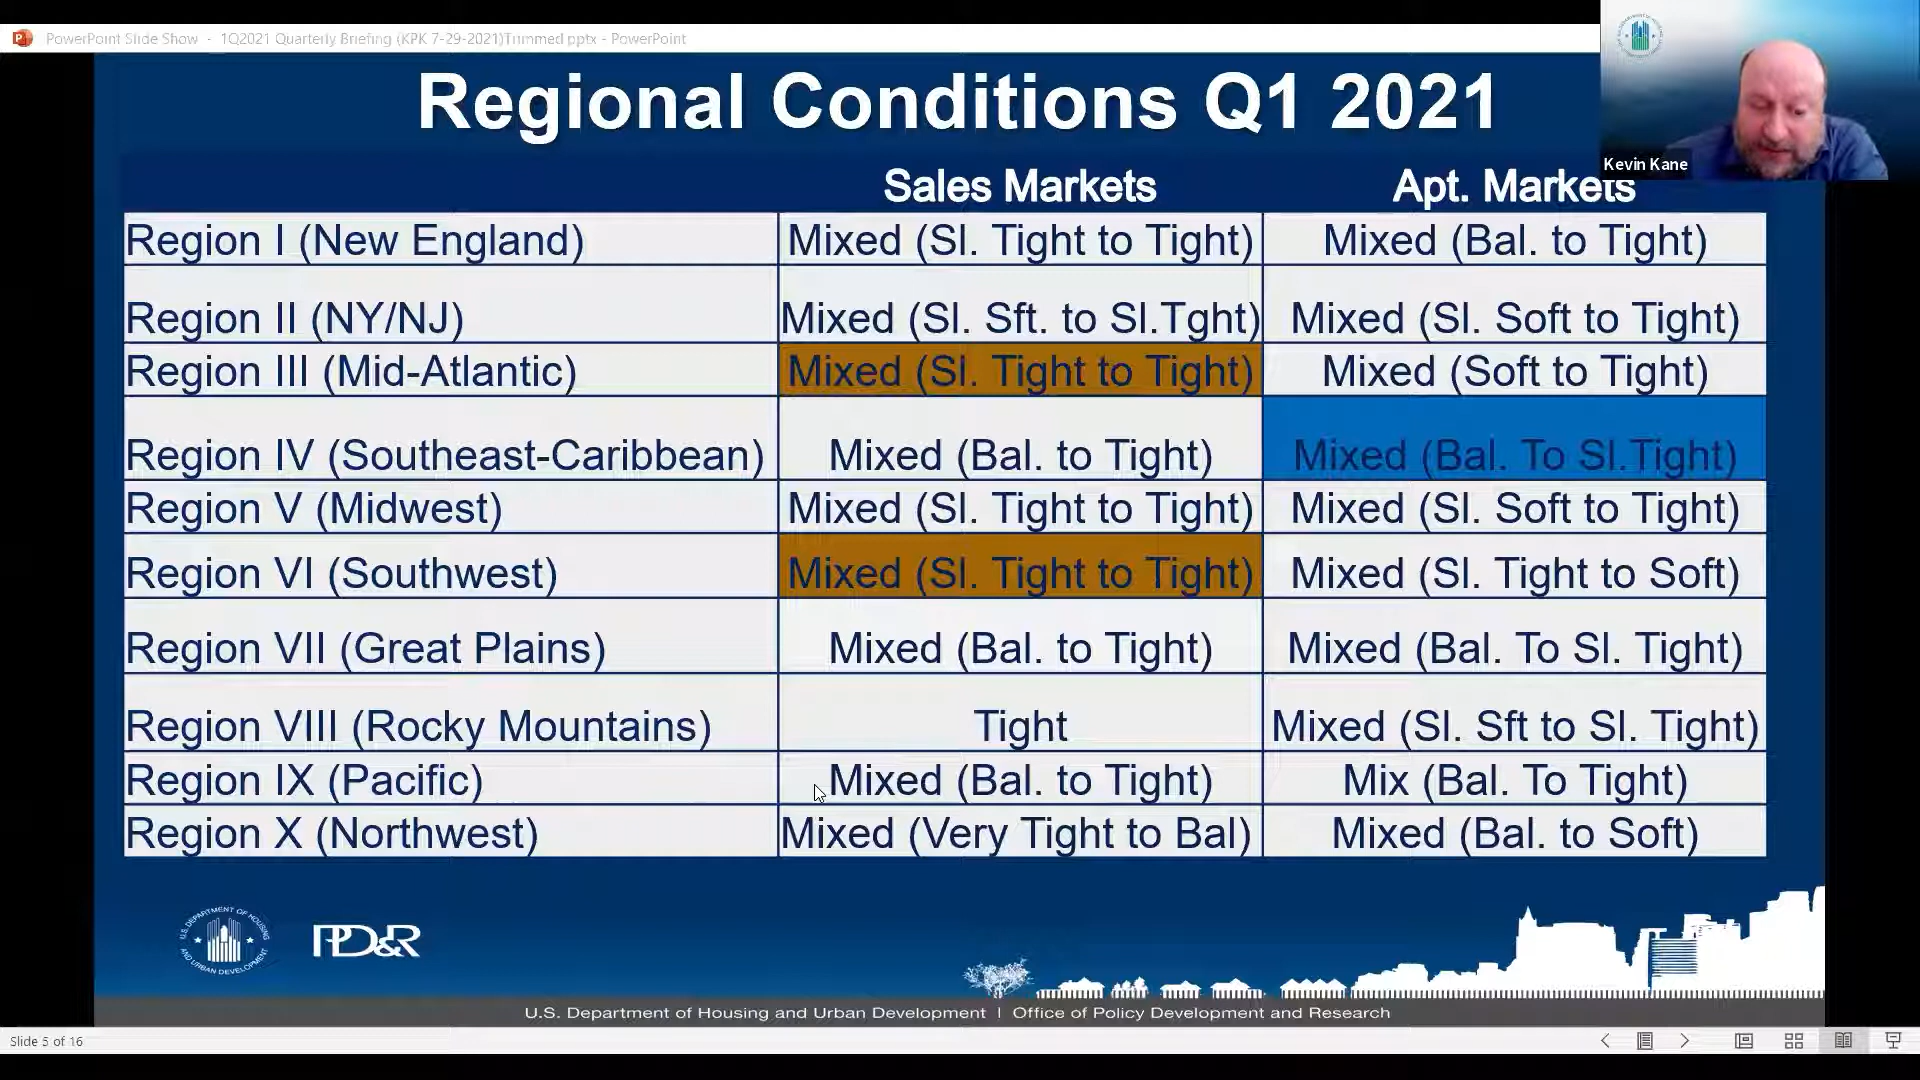 PowerPoint Slide Show - 1Q2021 Quarterly Briefing (KPK 7-29-2021)Trimmed.pptx - PowerPoint
Regional Conditions Q1 2021
Kevin Kane
Sales Markets Apt. Markets
Region I (New England) Mixed (Sl. Tight to Tight) Mixed (Bal. to Tight)
Region II (NY/NJ) Mixed (Sl. Sft. to Sl.Tght) Mixed (Sl. Soft to Tight)
Region III (Mid-Atlantic) Mixed (Sl. Tight to Tight) Mixed (Soft to Tight)
Region IV (Southeast-Caribbean) Mixed (Bal. to Tight) Mixed (Bal. To Sl.Tight)
Region V (Midwest) Mixed (Sl. Tight to Tight) Mixed (Sl. Soft to Tight)
Region VI (Southwest) Mixed (Sl. Tight to Tight) Mixed (Sl. Tight to Soft)
Region VII (Great Plains) Mixed (Bal. to Tight) Mixed (Bal. To Sl. Tight)
Region VIII (Rocky Mountains) Tight Mixed (Sl. Sft to Sl. Tight)
Region IX (Pacific) Mixed (Bal. to Tight) Mix (Bal. To Tight)
Region X (Northwest) Mixed (Very Tight to Bal) Mixed (Bal. to Soft)
U.S. DEPARTMENT OF HOUSING AND URBAN DEVELOPMENT
PD&R
U.S. Department of Housing and Urban Development | Office of Policy Development and Research
Slide 5 of 16